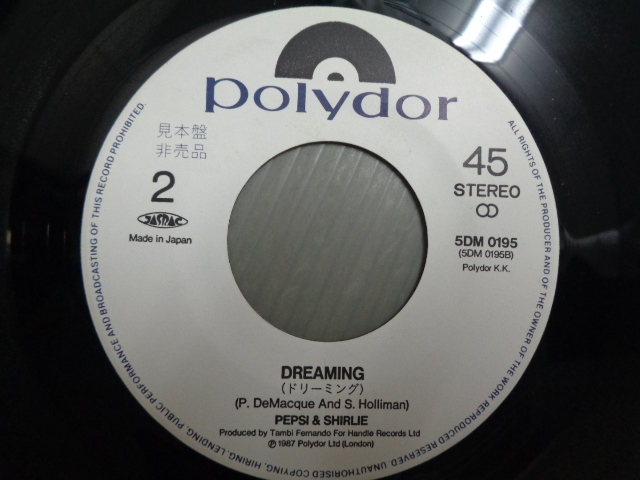 polydor
見本盤
非売品
2
JASRAC
Made in Japan
45
STEREO
5DM 0195
(5DM 0195B)
Polydor K.K.
DREAMING
(ドリーミング)
(P. DeMacque And S. Holliman)
PEPSI & SHIRLIE
Produced by Tambi Fernando For Handle Records Ltd
Ⓟ1987 Polydor Ltd (London)
ALL RIGHTS OF THE PRODUCER AND OF THE OWNER OF THE WORK REPRODUCED RESERVED. UNAUTHORISED COPYING, HIRING, LENDING, PUBLIC PERFORMANCE AND BROADCASTING OF THIS RECORD PROHIBITED.